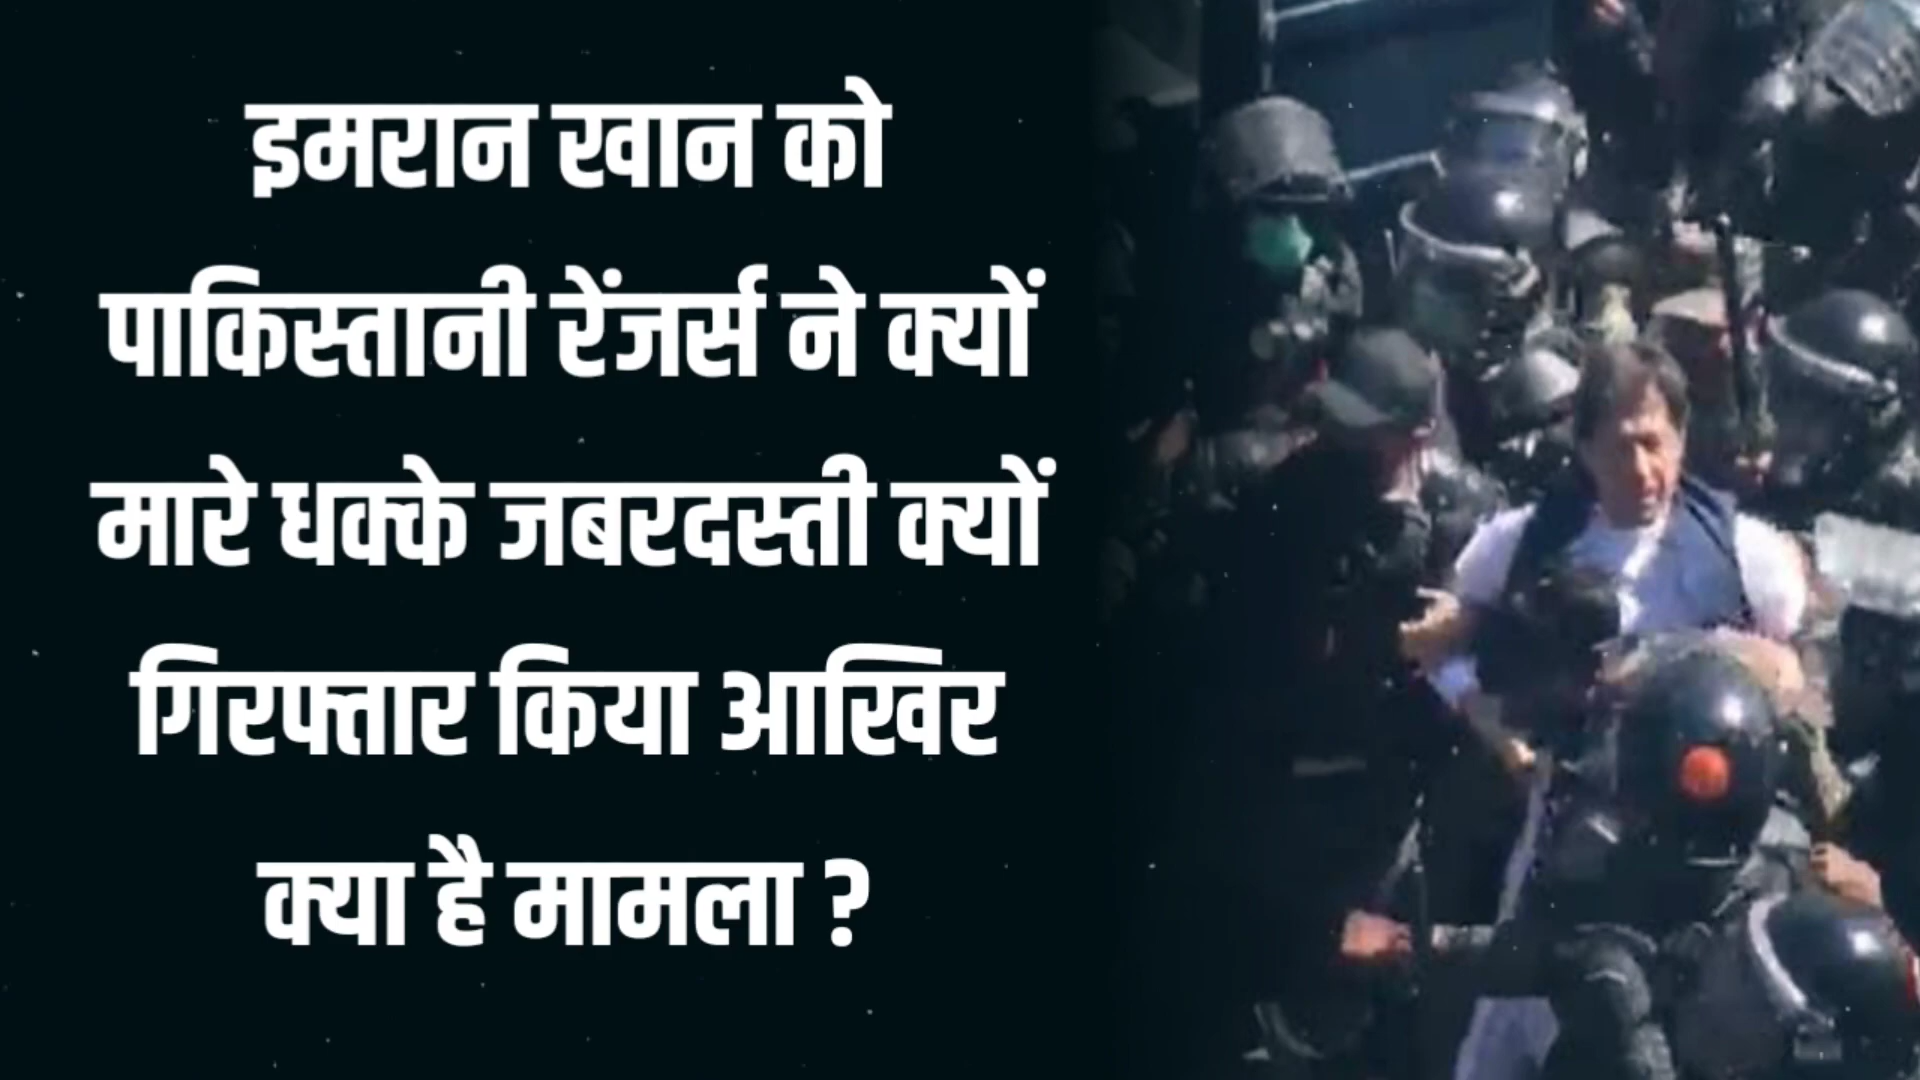 इमरान खान को
पाकिस्तानी रेंजर्स ने क्यों
मारे धक्के जबरदस्ती क्यों
गिरफ्तार किया आखिर
क्या है मामला ?